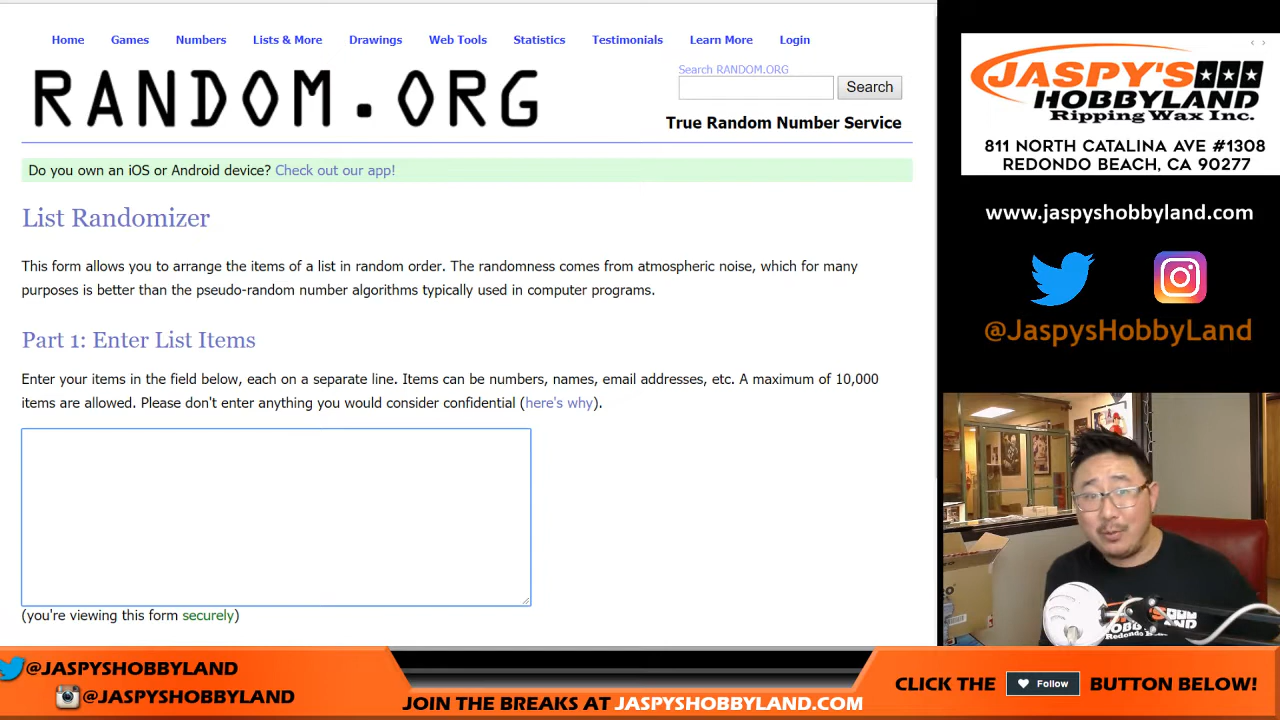 Home Games Numbers Lists & More Drawings Web Tools Statistics Testimonials Learn More Login
RANDOM.ORG
Search RANDOM.ORG
Search
True Random Number Service
Do you own an iOS or Android device? Check out our app!
List Randomizer
This form allows you to arrange the items of a list in random order. The randomness comes from atmospheric noise, which for many
purposes is better than the pseudo-random number algorithms typically used in computer programs.
Part 1: Enter List Items
Enter your items in the field below, each on a separate line. Items can be numbers, names, email addresses, etc. A maximum of 10,000
items are allowed. Please don't enter anything you would consider confidential (here's why).
(you're viewing this form securely)
JASPY'S
HOBBYLAND
Ripping Wax Inc.
811 NORTH CATALINA AVE #1308
REDONDO BEACH, CA 90277
www.jaspyshobbyland.com
@JaspysHobbyLand
@JASPYSHOBBYLAND
@JASPYSHOBBYLAND
JOIN THE BREAKS AT JASPYSHOBBYLAND.COM
CLICK THE Follow BUTTON BELOW!